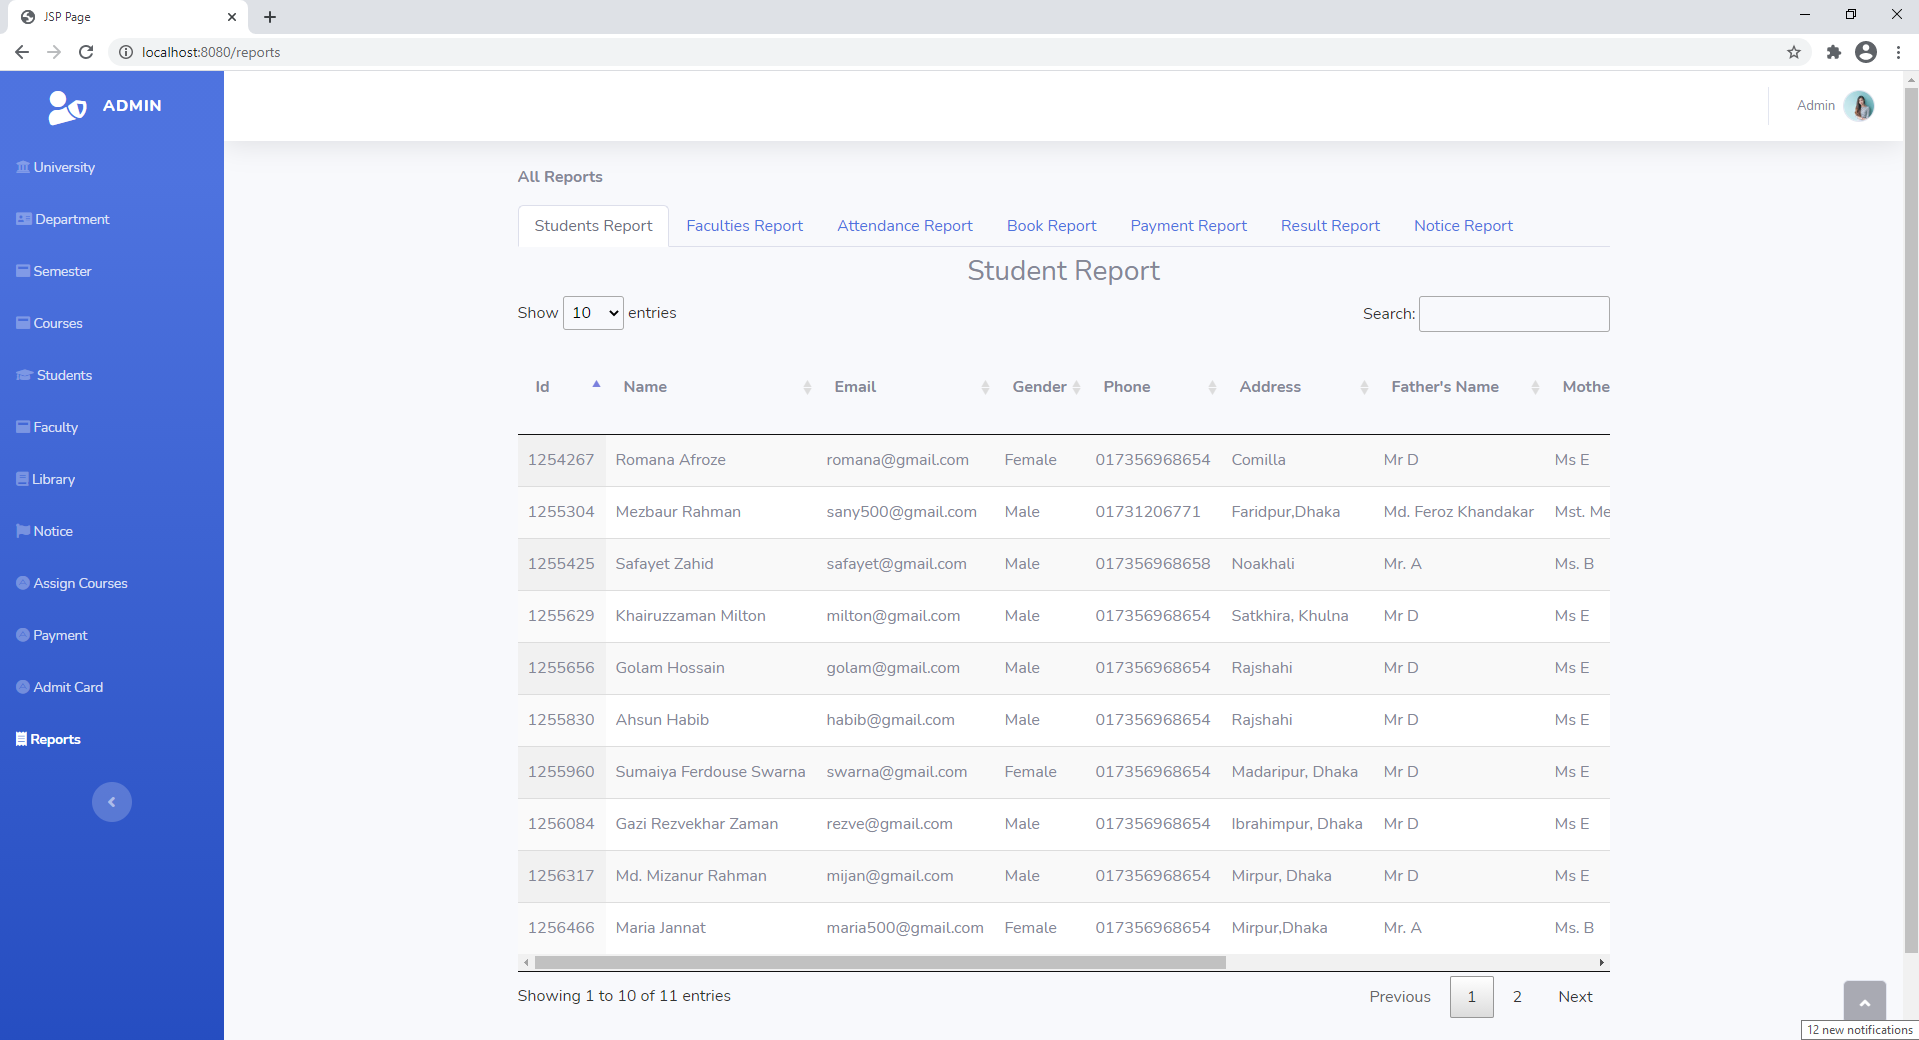 JSP Page
localhost:8080/reports
ADMIN
Admin
University
Department
Semester
Courses
Students
Faculty
Library
Notice
Assign Courses
Payment
Admit Card
Reports
All Reports
Students Report Faculties Report Attendance Report Book Report Payment Report Result Report Notice Report
Student Report
Show 10 entries Search:
Id Name Email Gender Phone Address Father's Name Mothe
1254267 Romana Afroze romana@gmail.com Female 017356968654 Comilla Mr D Ms E
1255304 Mezbaur Rahman sany500@gmail.com Male 01731206771 Faridpur,Dhaka Md. Feroz Khandakar Mst. Me
1255425 Safayet Zahid safayet@gmail.com Male 017356968658 Noakhali Mr. A Ms. B
1255629 Khairuzzaman Milton milton@gmail.com Male 017356968654 Satkhira, Khulna Mr D Ms E
1255656 Golam Hossain golam@gmail.com Male 017356968654 Rajshahi Mr D Ms E
1255830 Ahsun Habib habib@gmail.com Male 017356968654 Rajshahi Mr D Ms E
1255960 Sumaiya Ferdouse Swarna swarna@gmail.com Female 017356968654 Madaripur, Dhaka Mr D Ms E
1256084 Gazi Rezvekhar Zaman rezve@gmail.com Male 017356968654 Ibrahimpur, Dhaka Mr D Ms E
1256317 Md. Mizanur Rahman mijan@gmail.com Male 017356968654 Mirpur, Dhaka Mr D Ms E
1256466 Maria Jannat maria500@gmail.com Female 017356968654 Mirpur,Dhaka Mr. A Ms. B
Showing 1 to 10 of 11 entries Previous 1 2 Next
12 new notifications